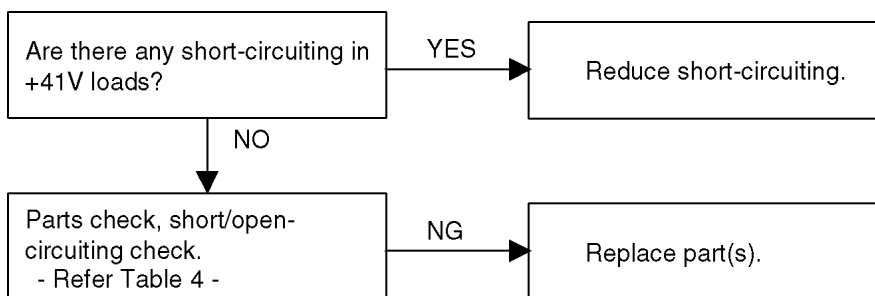 Are there any short-circuiting in
+41V loads?
YES
Reduce short-circuiting.
NO
Parts check, short/open-
circuiting check.
- Refer Table 4 -
NG
Replace part(s).